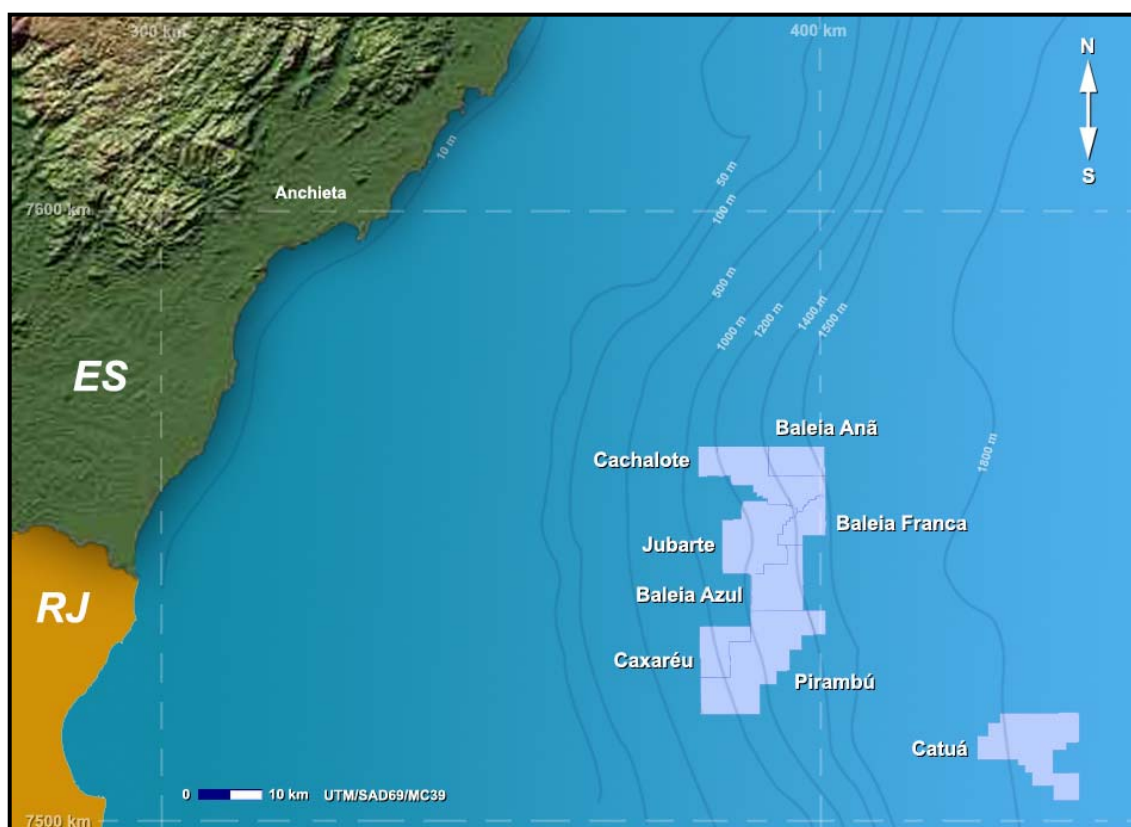 300 km
400 km
N
S
10 m
Anchieta
7600 km
50 m
100 m
500 m
1000 m
1200 m
1400 m
1500 m
1800 m
ES
Baleia Anã
Cachalote
Baleia Franca
Jubarte
Baleia Azul
RJ
Caxaréu
Pirambú
Catuá
0 10 km UTM/SAD69/MC39
7500 km